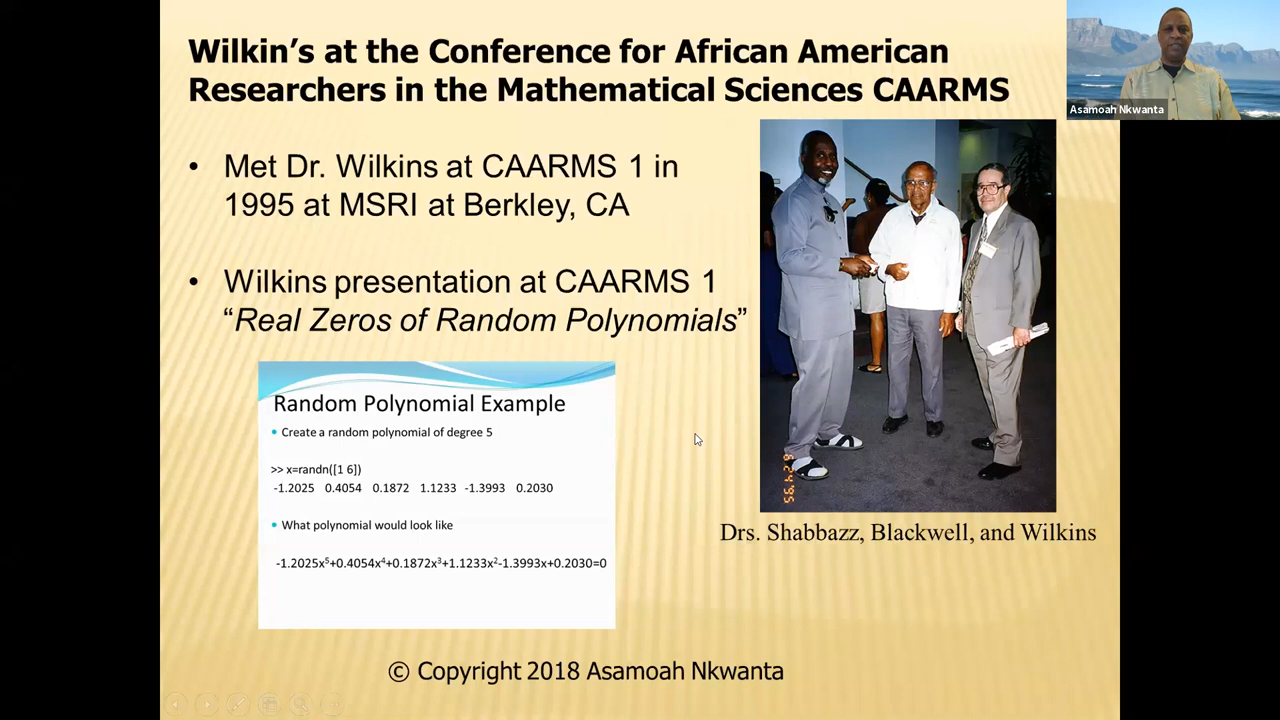 Wilkin's at the Conference for African American
Researchers in the Mathematical Sciences CAARMS
Asamoah Nkwanta
• Met Dr. Wilkins at CAARMS 1 in
1995 at MSRI at Berkley, CA
• Wilkins presentation at CAARMS 1
“Real Zeros of Random Polynomials”
Random Polynomial Example
• Create a random polynomial of degree 5
>> x=randn([1 6])
-1.2025 0.4054 0.1872 1.1233 -1.3993 0.2030
• What polynomial would look like
-1.2025x⁵+0.4054x⁴+0.1872x³+1.1233x²-1.3993x+0.2030=0
Drs. Shabbazz, Blackwell, and Wilkins
© Copyright 2018 Asamoah Nkwanta